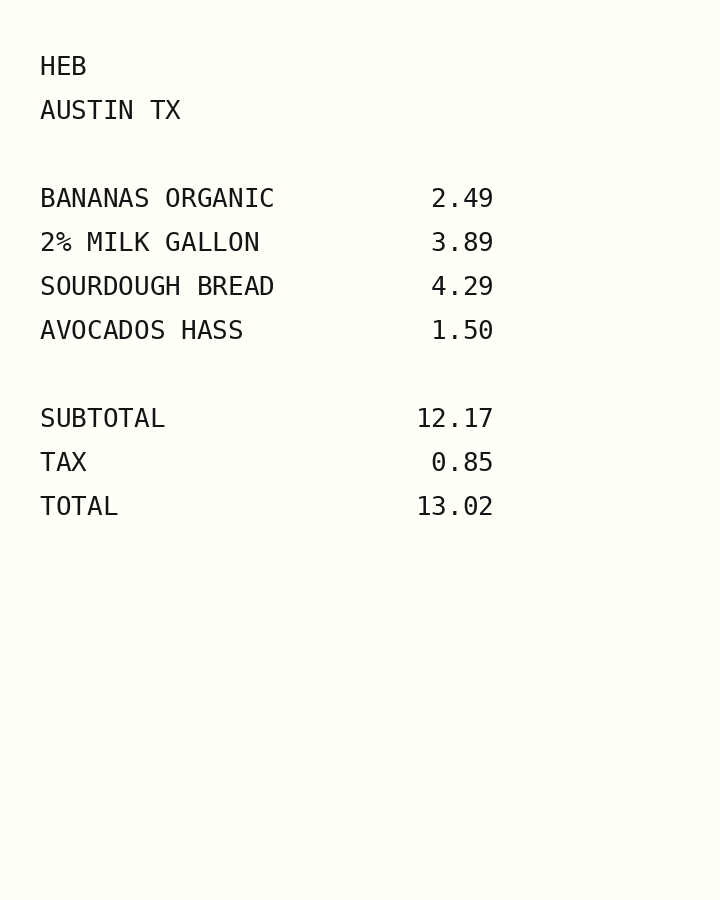 HEB
AUSTIN TX
BANANAS ORGANIC 2.49
2% MILK GALLON 3.89
SOURDOUGH BREAD 4.29
AVOCADOS HASS 1.50
SUBTOTAL 12.17
TAX 0.85
TOTAL 13.02